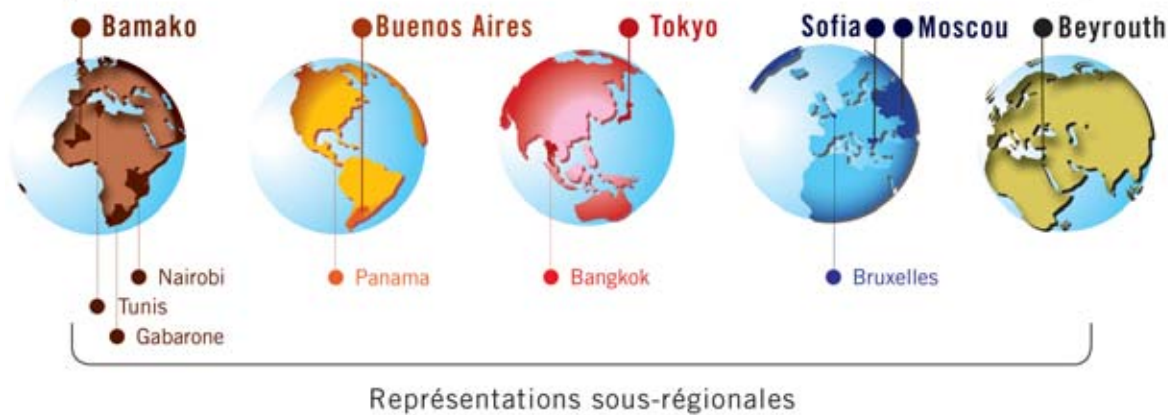 Bamako
Buenos Aires
Tokyo
Sofia
Moscou
Beyrouth
Nairobi
Tunis
Gabarone
Panama
Bangkok
Bruxelles
Représentations sous-régionales